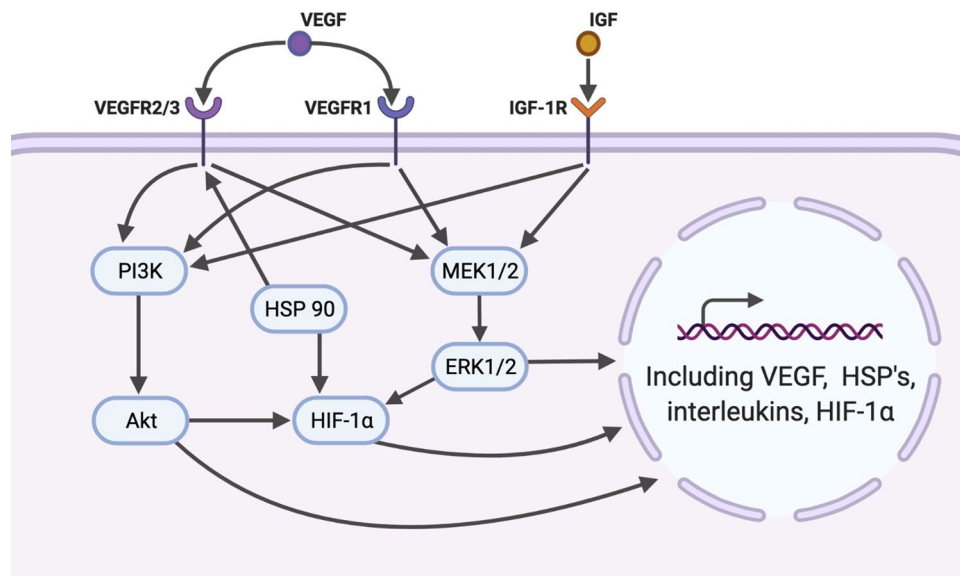 VEGF
IGF
VEGFR2/3
VEGFR1
IGF-1R
PI3K
MEK1/2
HSP 90
ERK1/2
Akt
HIF-1α
Including VEGF, HSP's,
interleukins, HIF-1α